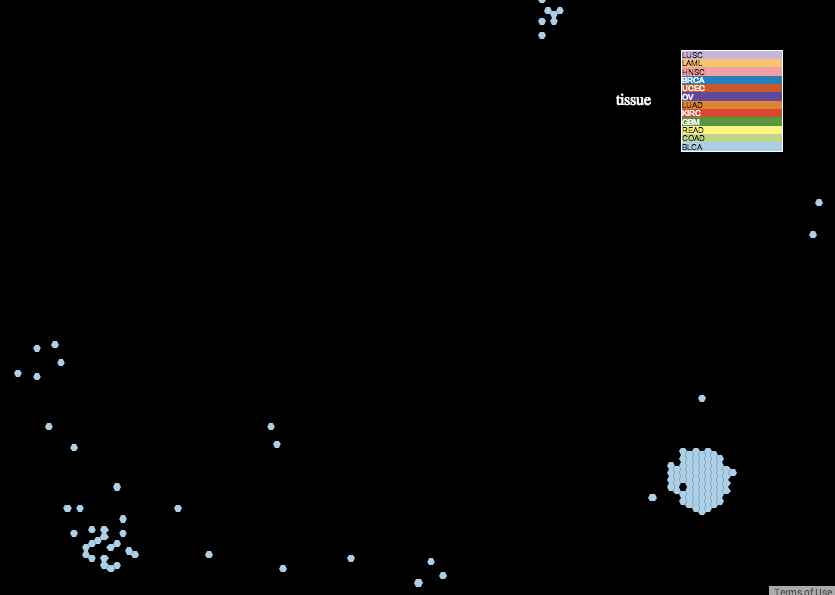 LUSC
LAML
HNSC
BRCA
UCEC
OV
tissue
LUAD
KIRC
GBM
READ
COAD
BLCA
Terms of Use